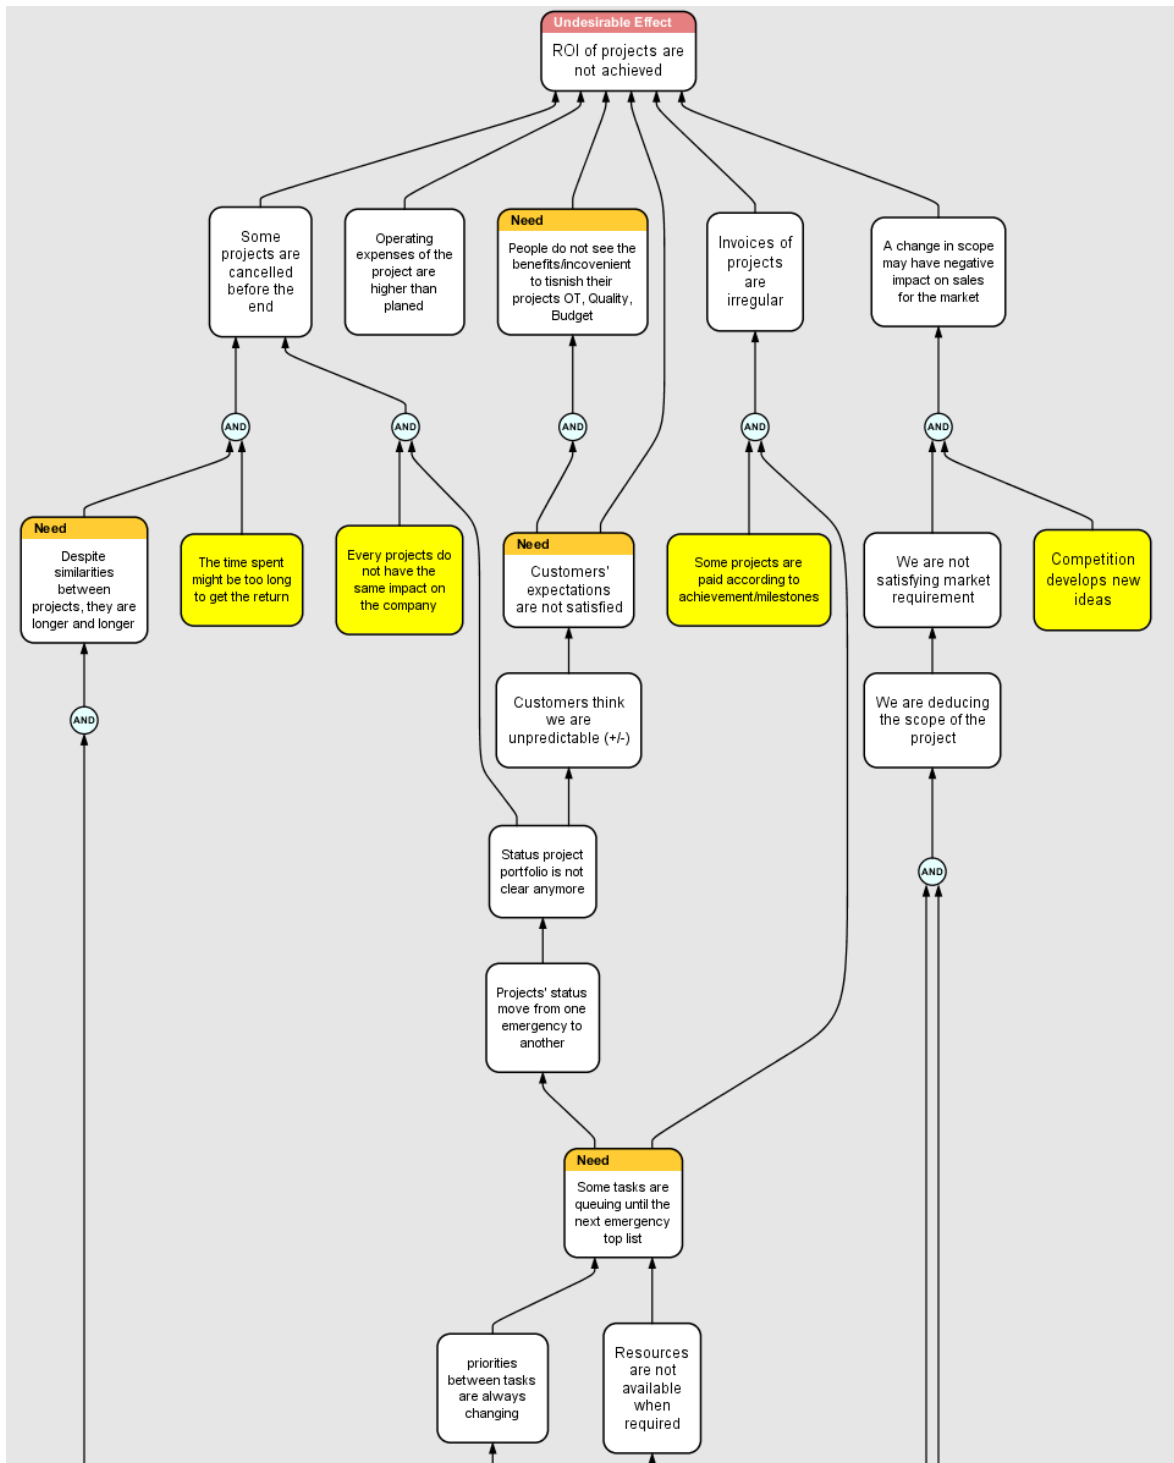 Undesirable Effect
ROI of projects are
not achieved
Some
projects are
cancelled
before the
end
Operating
expenses of the
project are
higher than
planed
Need
People do not see the
benefits/incovenient
to tisnish their
projects OT, Quality,
Budget
Invoices of
projects
are
irregular
A change in scope
may have negative
impact on sales
for the market
AND
AND
AND
AND
AND
Need
Despite
similarities
between
projects, they are
longer and longer
The time spent
might be too long
to get the return
Every projects do
not have the
same impact on
the company
Need
Customers'
expectations
are not satisfied
Some projects are
paid according to
achievement/milestones
We are not
satisfying market
requirement
Competition
develops new
ideas
AND
Customers think
we are
unpredictable (+/-)
We are deducing
the scope of the
project
Status project
portfolio is not
clear anymore
AND
Projects' status
move from one
emergency to
another
Need
Some tasks are
queuing until the
next emergency
top list
priorities
between tasks
are always
changing
Resources
are not
available
when
required